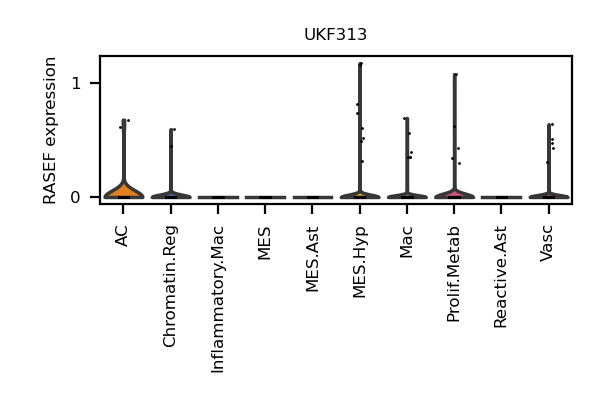 UKF313
RASEF expression
1
0
AC
Chromatin.Reg
Inflammatory.Mac
MES
MES.Ast
MES.Hyp
Mac
Prolif.Metab
Reactive.Ast
Vasc